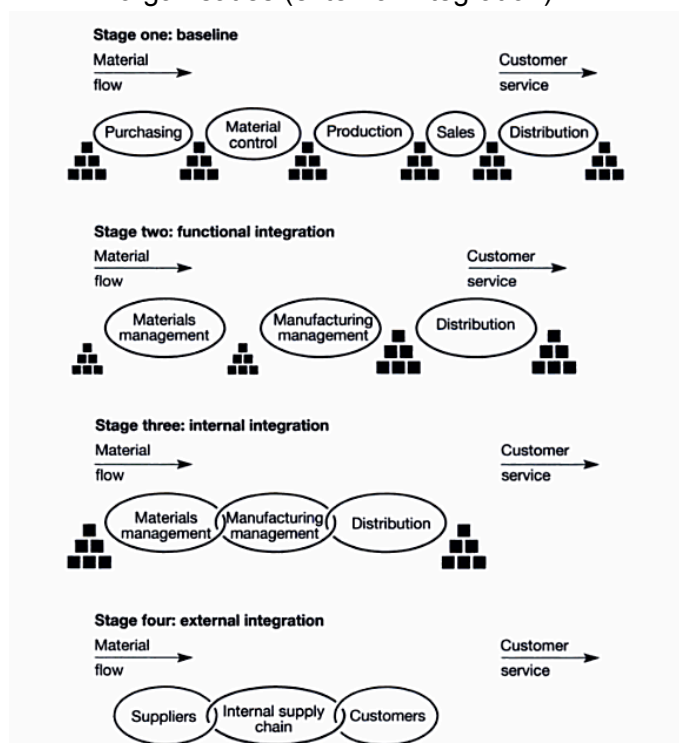 Stage one: baseline
Material
flow
Customer
service
Purchasing
Material
control
Production
Sales
Distribution
Stage two: functional integration
Material
flow
Customer
service
Materials
management
Manufacturing
management
Distribution
Stage three: internal integration
Material
flow
Customer
service
Materials
management
Manufacturing
management
Distribution
Stage four: external integration
Material
flow
Customer
service
Suppliers
Internal supply
chain
Customers